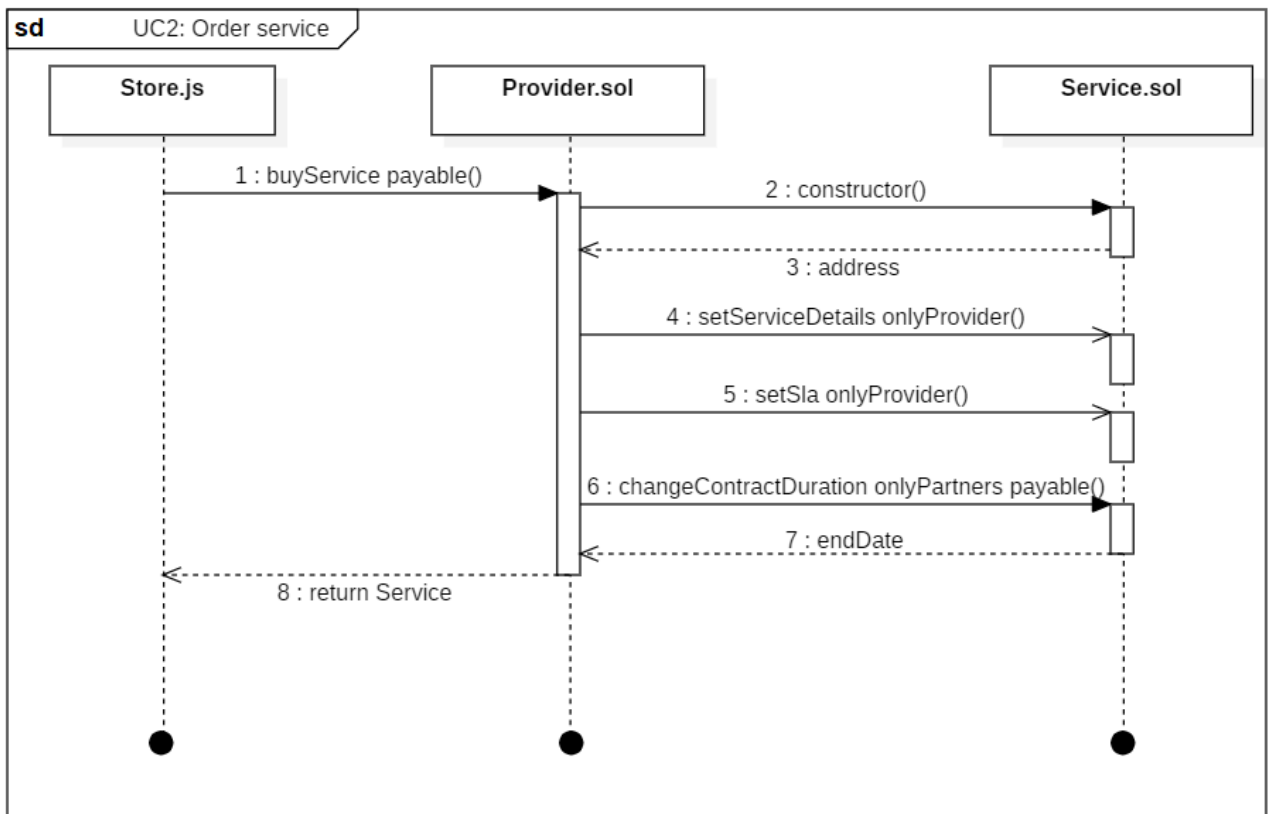 sd UC2: Order service
Store.js
Provider.sol
Service.sol
1 : buyService payable()
2 : constructor()
3 : address
4 : setServiceDetails onlyProvider()
5 : setSla onlyProvider()
6 : changeContractDuration onlyPartners payable()
7 : endDate
8 : return Service